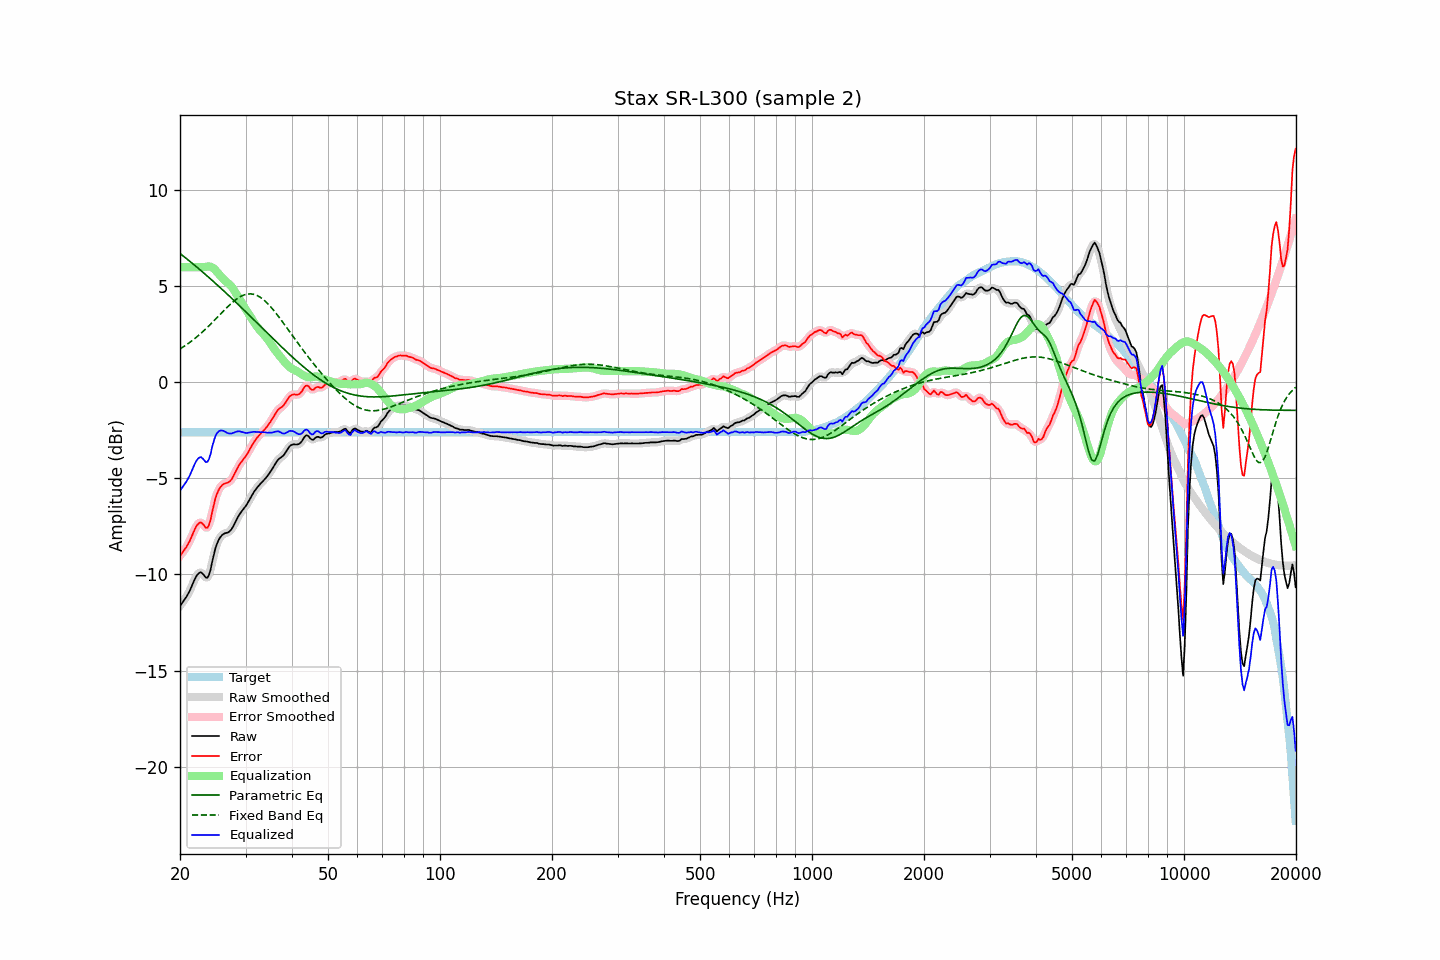 Stax SR-L300 (sample 2)
Amplitude (dBr)
10
5
0
−5
−10
−15
−20
Target
Raw Smoothed
Error Smoothed
Raw
Error
Equalization
Parametric Eq
Fixed Band Eq
Equalized
20 50 100 200 500 1000 2000 5000 10000 20000
Frequency (Hz)